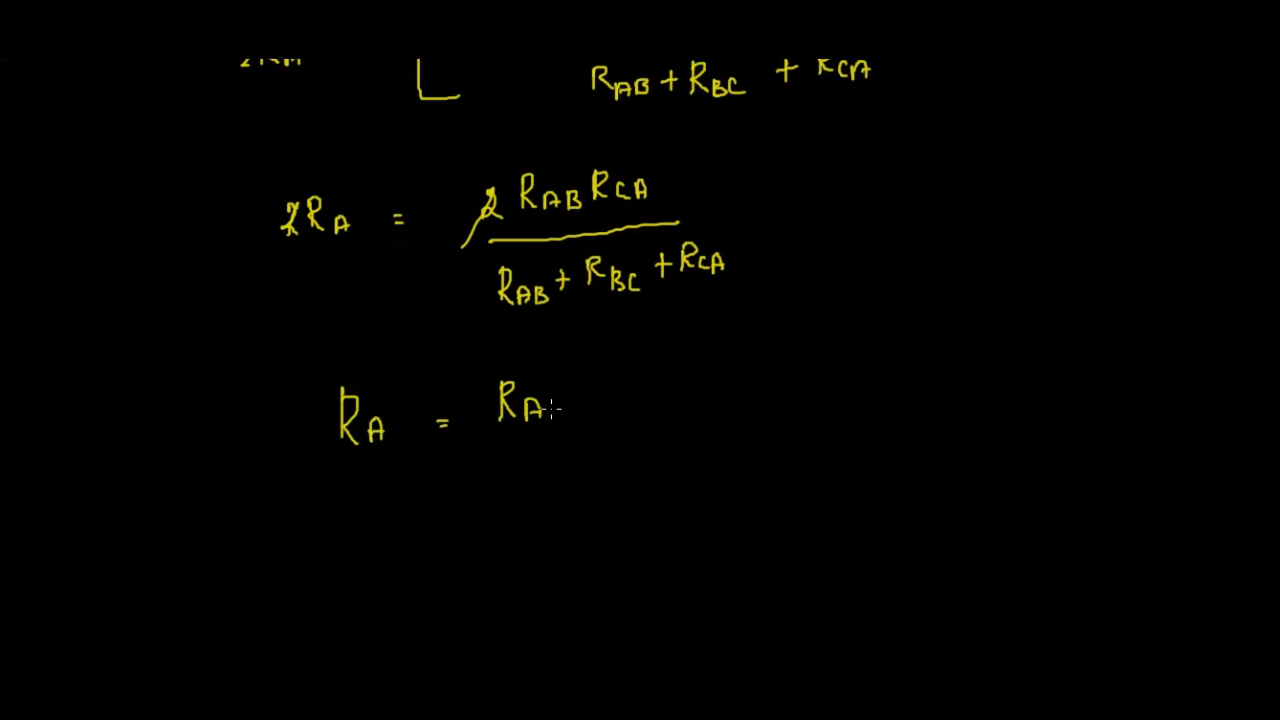 R_AB + R_BC + R_CA
2R_A = 2 R_AB R_CA
R_AB + R_BC + R_CA
R_A = R_A